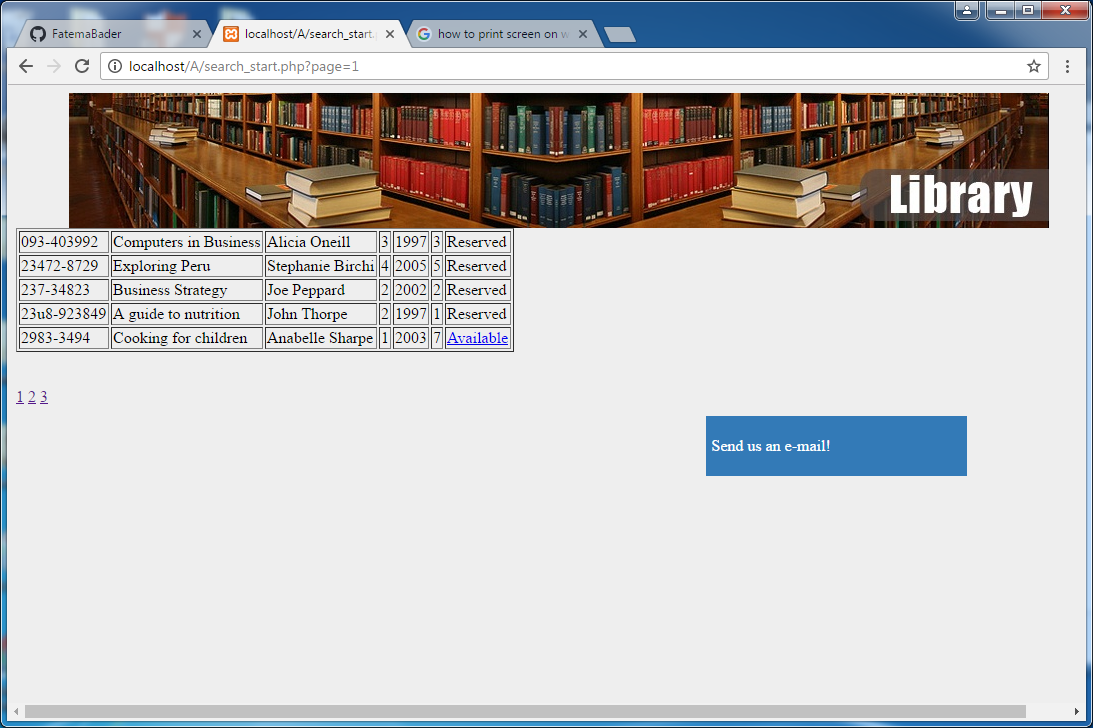 FatemaBader
localhost/A/search_start.
how to print screen on w
localhost/A/search_start.php?page=1
Library
093-403992 Computers in Business Alicia Oneill 3 1997 3 Reserved
23472-8729 Exploring Peru Stephanie Birchi 4 2005 5 Reserved
237-34823 Business Strategy Joe Peppard 2 2002 2 Reserved
23u8-923849 A guide to nutrition John Thorpe 2 1997 1 Reserved
2983-3494 Cooking for children Anabelle Sharpe 1 2003 7 Available
1 2 3
Send us an e-mail!